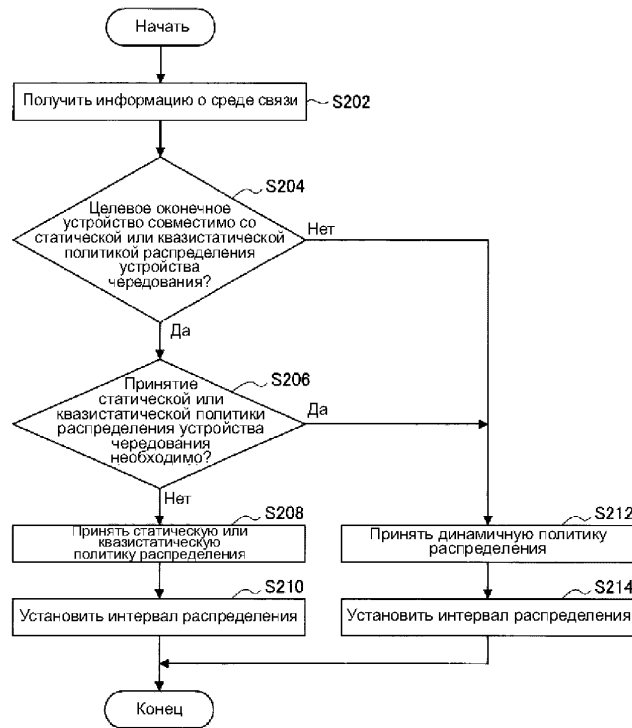 Начать
Получить информацию о среде связи
S202
S204
Целевое оконечное
устройство совместимо со
статической или квазистатической
политикой распределения
устройства
чередования?
Нет
Да
S206
Принятие
статической или
квазистатической политики
распределения устройства
чередования
необходимо?
Да
Нет
S208
Принять статическую или
квазистатическую
политику распределения
S212
Принять динамичную политику
распределения
S210
Установить интервал распределения
S214
Установить интервал распределения
Конец